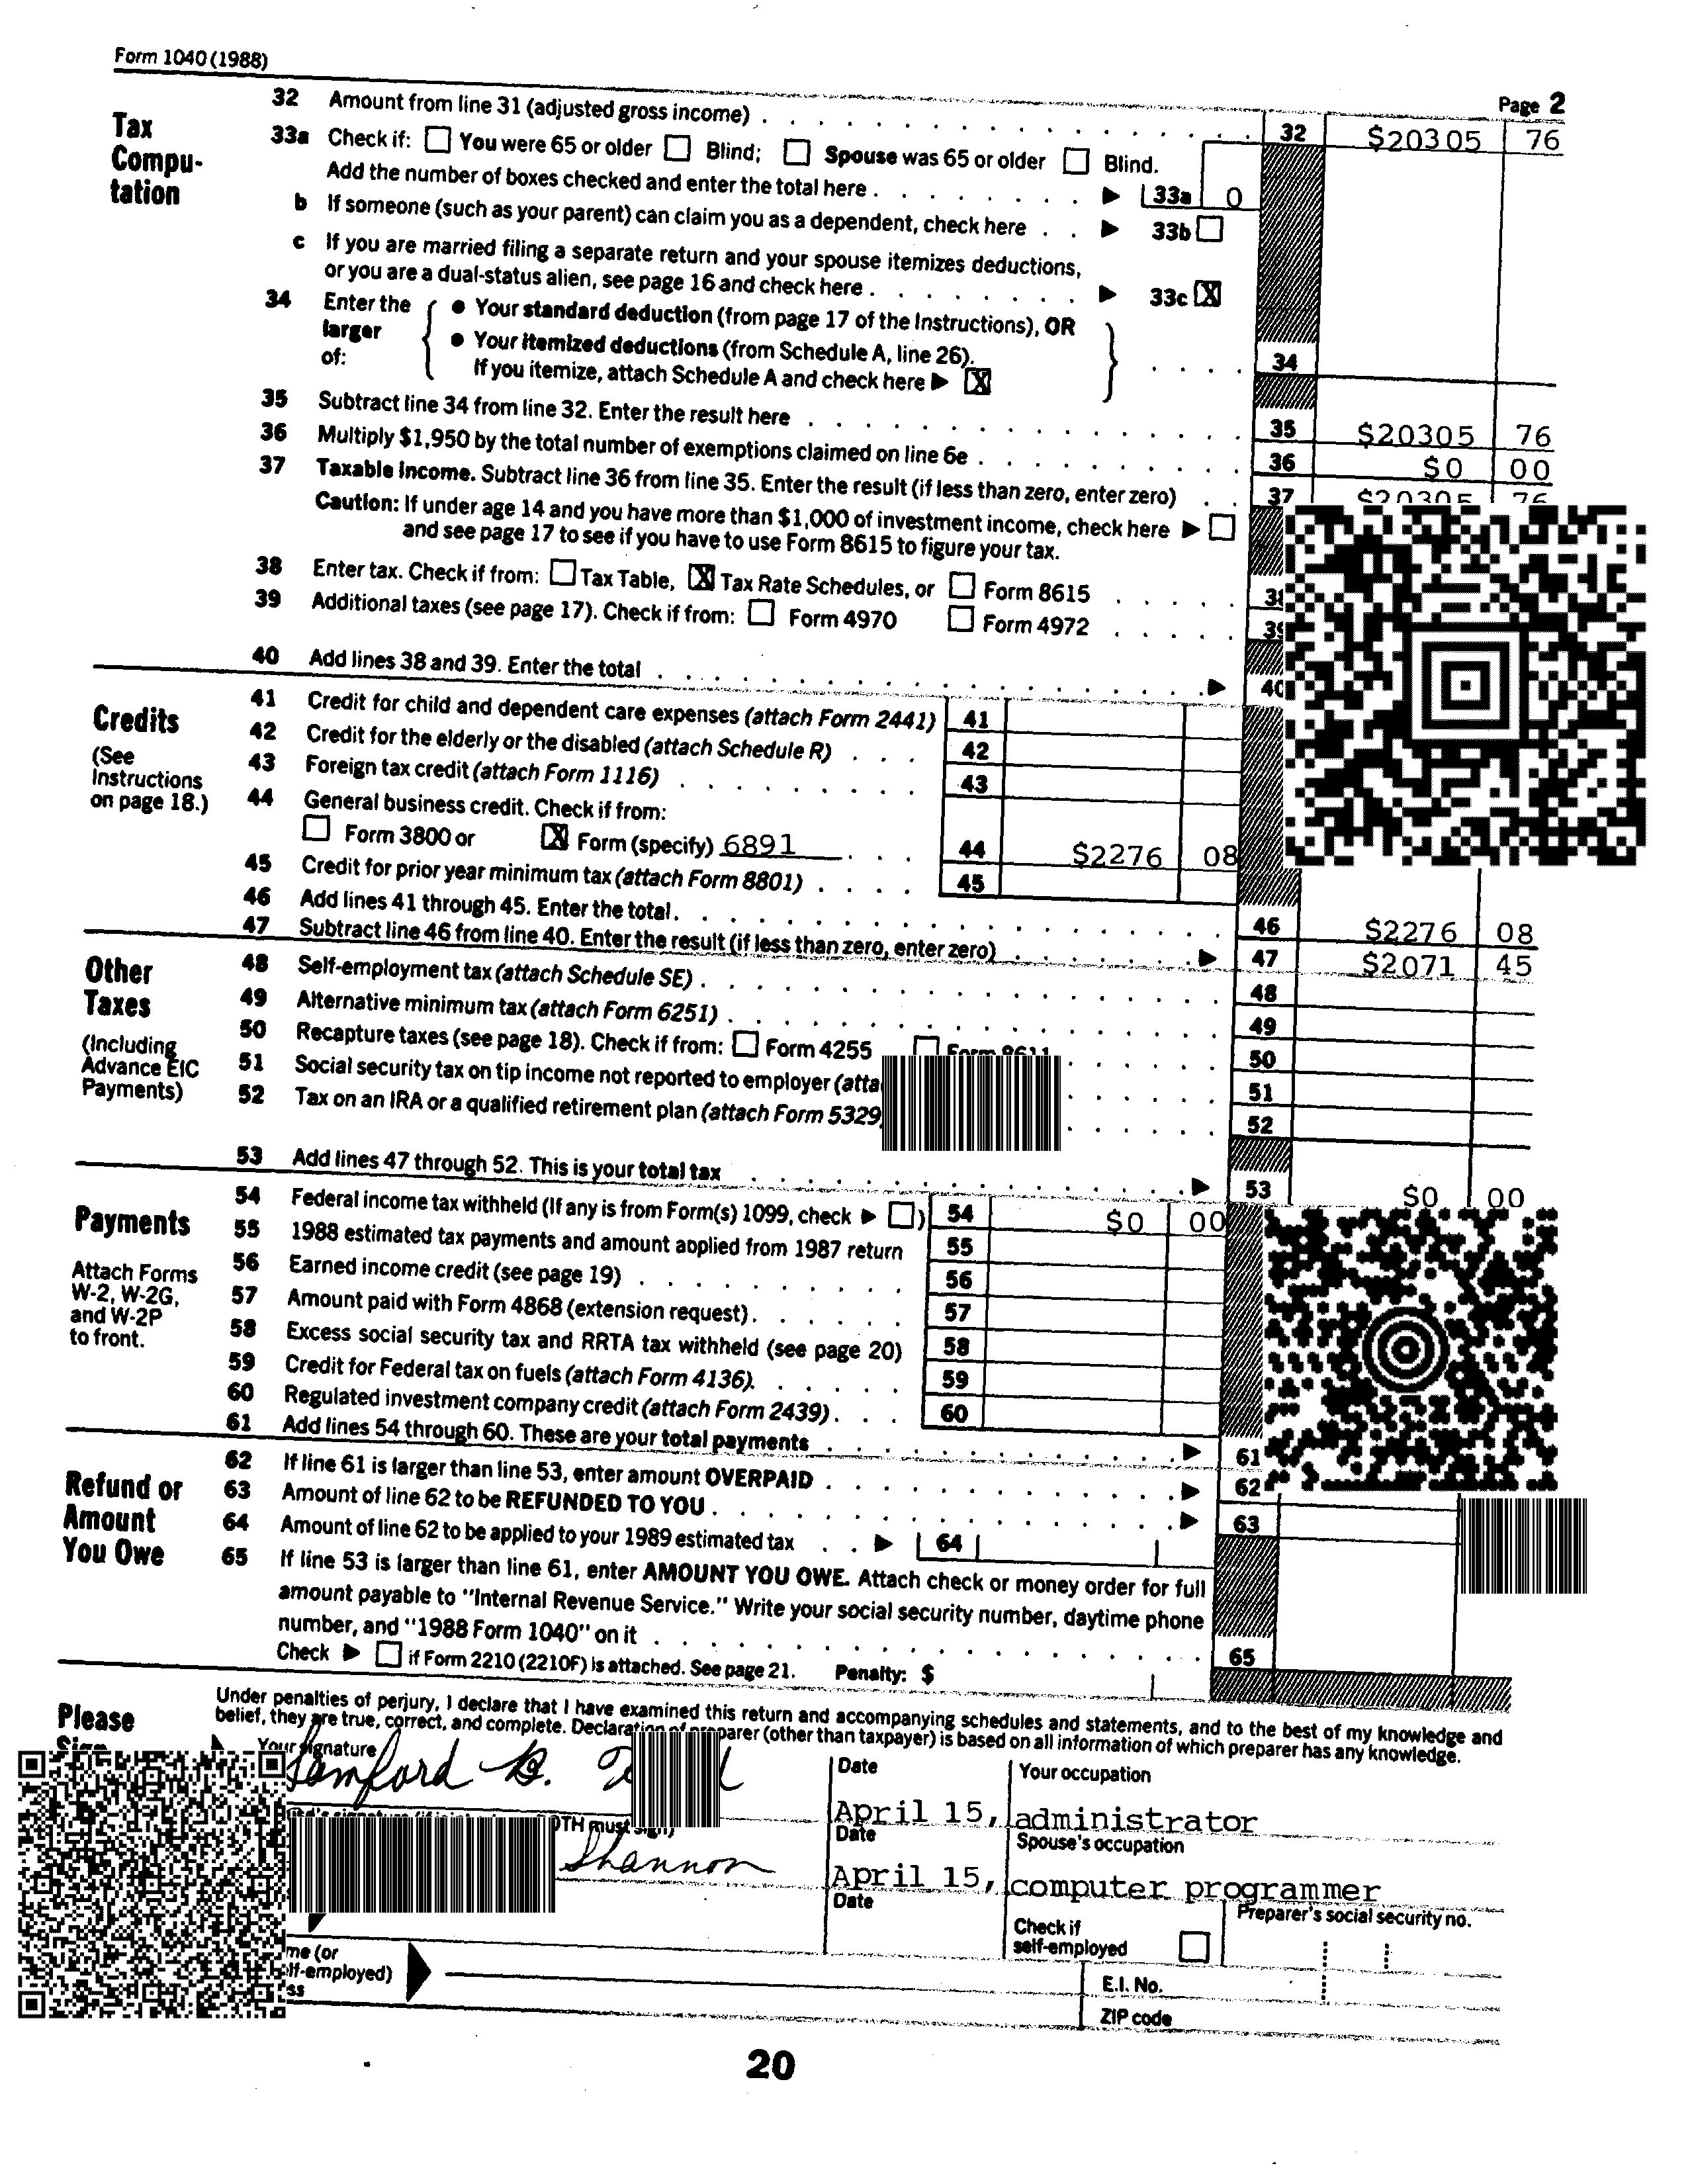 Form 1040 (1988)
Page 2
Tax Compu-tation
32 Amount from line 31 (adjusted gross income) 32 $20305 76
33a Check if: You were 65 or older Blind; Spouse was 65 or older Blind.
Add the number of boxes checked and enter the total here 33a 0
b If someone (such as your parent) can claim you as a dependent, check here 33b
c If you are married filing a separate return and your spouse itemizes deductions,
or you are a dual-status alien, see page 16 and check here 33c X
34 Enter the larger of: • Your standard deduction (from page 17 of the Instructions), OR
• Your itemized deductions (from Schedule A, line 26).
If you itemize, attach Schedule A and check here X 34
35 Subtract line 34 from line 32. Enter the result here 35 $20305 76
36 Multiply $1,950 by the total number of exemptions claimed on line 6e 36 $0 00
37 Taxable income. Subtract line 36 from line 35. Enter the result (if less than zero, enter zero) 37 $20305 76
Caution: If under age 14 and you have more than $1,000 of investment income, check here
and see page 17 to see if you have to use Form 8615 to figure your tax.
38 Enter tax. Check if from: Tax Table, X Tax Rate Schedules, or Form 8615 38
39 Additional taxes (see page 17). Check if from: Form 4970 Form 4972 39
40 Add lines 38 and 39. Enter the total 40
Credits
(See Instructions on page 18.)
41 Credit for child and dependent care expenses (attach Form 2441) 41
42 Credit for the elderly or the disabled (attach Schedule R) 42
43 Foreign tax credit (attach Form 1116) 43
44 General business credit. Check if from:
Form 3800 or X Form (specify) 6891 44 $2276 08
45 Credit for prior year minimum tax (attach Form 8801) 45
46 Add lines 41 through 45. Enter the total 46 $2276 08
47 Subtract line 46 from line 40. Enter the result (if less than zero, enter zero) 47 $2071 45
Other Taxes
(Including Advance EIC Payments)
48 Self-employment tax (attach Schedule SE) 48
49 Alternative minimum tax (attach Form 6251) 49
50 Recapture taxes (see page 18). Check if from: Form 4255 Form 8611 50
51 Social security tax on tip income not reported to employer 51
52 Tax on an IRA or a qualified retirement plan (attach Form 5329 52
53 Add lines 47 through 52. This is your total tax 53 $0 00
Payments
Attach Forms W-2, W-2G, and W-2P to front.
54 Federal income tax withheld (If any is from Form(s) 1099, check ) 54 $0 00
55 1988 estimated tax payments and amount applied from 1987 return 55
56 Earned income credit (see page 19) 56
57 Amount paid with Form 4868 (extension request) 57
58 Excess social security tax and RRTA tax withheld (see page 20) 58
59 Credit for Federal tax on fuels (attach Form 4136) 59
60 Regulated investment company credit (attach Form 2439) 60
61 Add lines 54 through 60. These are your total payments 61
Refund or Amount You Owe
62 If line 61 is larger than line 53, enter amount OVERPAID 62
63 Amount of line 62 to be REFUNDED TO YOU 63
64 Amount of line 62 to be applied to your 1989 estimated tax 64
65 If line 53 is larger than line 61, enter AMOUNT YOU OWE. Attach check or money order for full
amount payable to "Internal Revenue Service." Write your social security number, daytime phone
number, and "1988 Form 1040" on it 65
Check if Form 2210 (2210F) is attached. See page 21. Penalty: $
Please Sign
Under penalties of perjury, I declare that I have examined this return and accompanying schedules and statements, and to the best of my knowledge and
belief, they are true, correct, and complete. Declaration of preparer (other than taxpayer) is based on all information of which preparer has any knowledge.
Your signature Date Your occupation
B. April 15, administrator
BOTH must sign) Date Spouse's occupation
Shannon April 15, computer programmer
Date Check if self-employed Preparer's social security no.
(or E.I. No.
self-employed) ZIP code
20